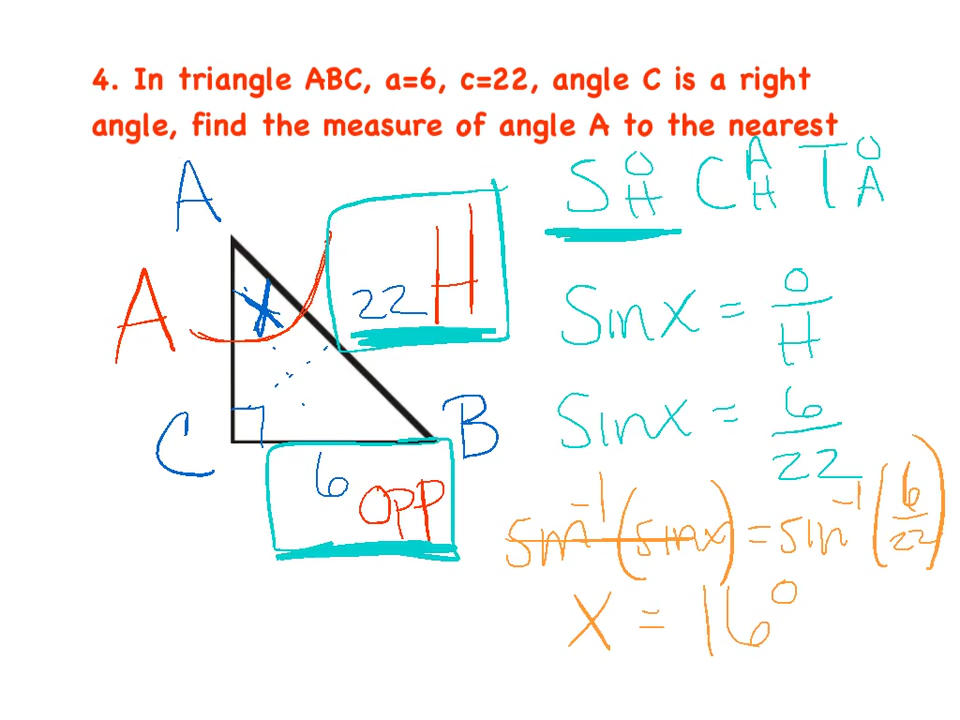 4. In triangle ABC, a=6, c=22, angle C is a right
angle, find the measure of angle A to the nearest
S O/H C A/H T O/A
A
22 H
A
X
Sin x = O/H
C
B
Sin x = 6/22
6 OPP
sin⁻¹(sin x) = sin⁻¹(6/22)
X = 16°